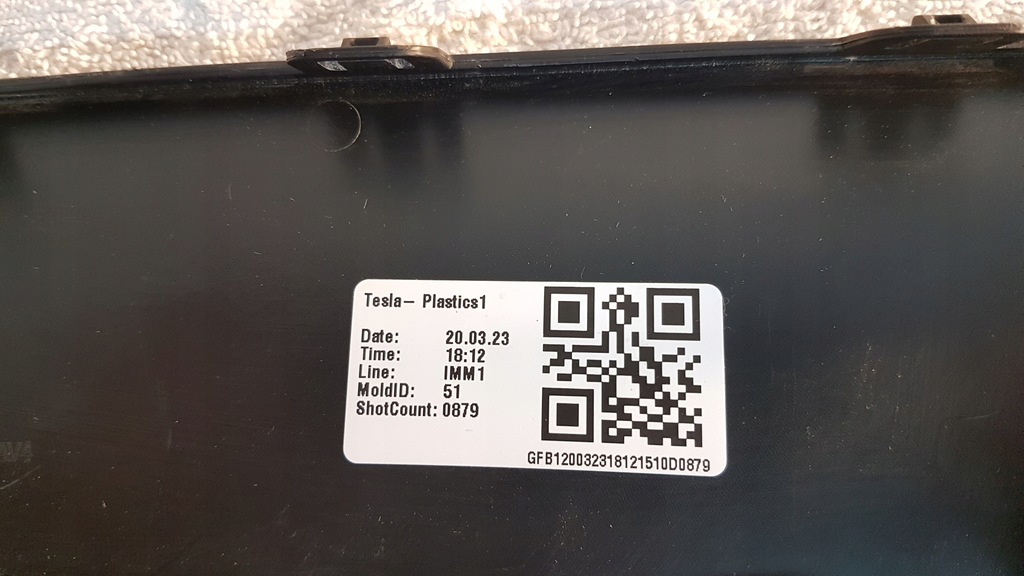 Tesla- Plastics1
Date: 20.03.23
Time: 18:12
Line: IMM1
MoldID: 51
ShotCount: 0879
GFB120032318121510D0879